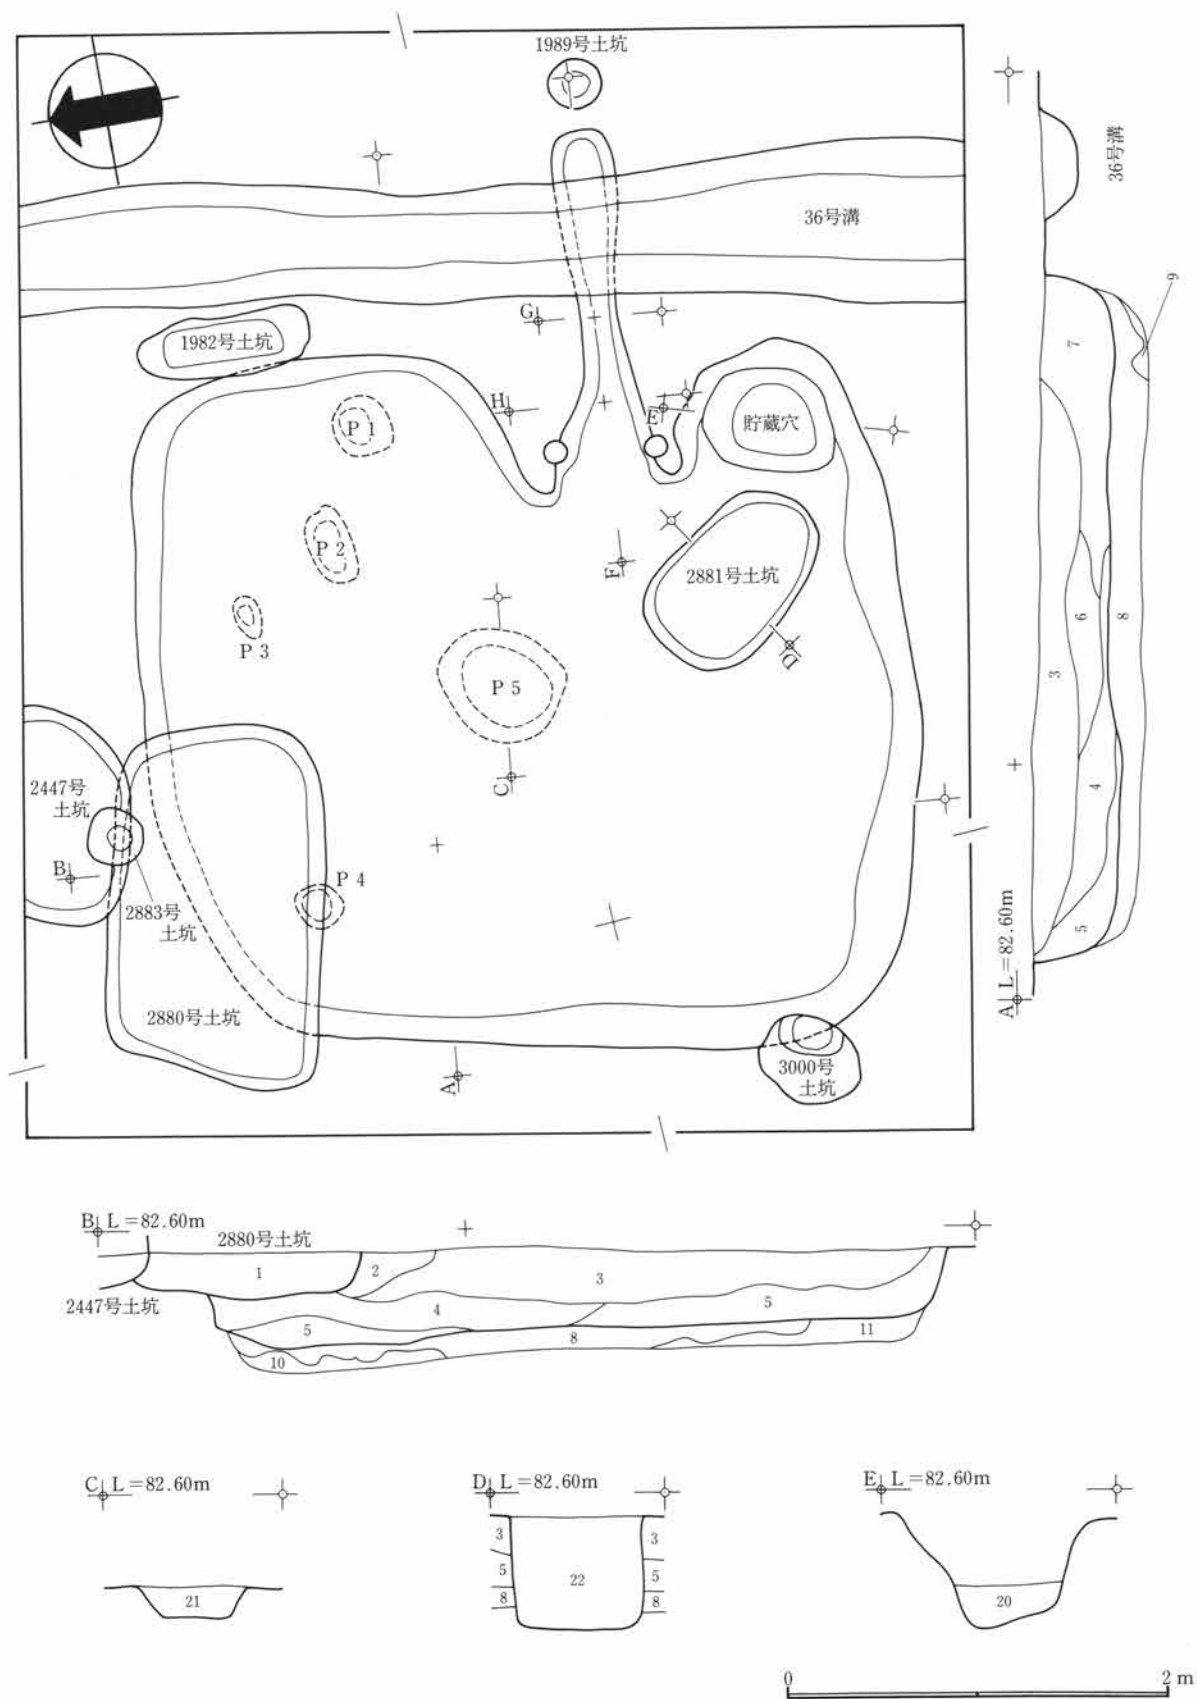 1989号土坑
36号溝
36号溝
1982号土坑
G
H
E
P 1
貯蔵穴
P 2
F
2881号土坑
P 3
D
P 5
C
2447号
土坑
B
P 4
2883号
土坑
2880号土坑
A
3000号
土坑
9
7
6
8
3
4
5
A L=82.60m
B L=82.60m
2880号土坑
1
2
3
2447号土坑
4
5
5
8
11
10
C L=82.60m
21
D L=82.60m
3
3
5
5
22
8
8
E L=82.60m
20
0
2 m